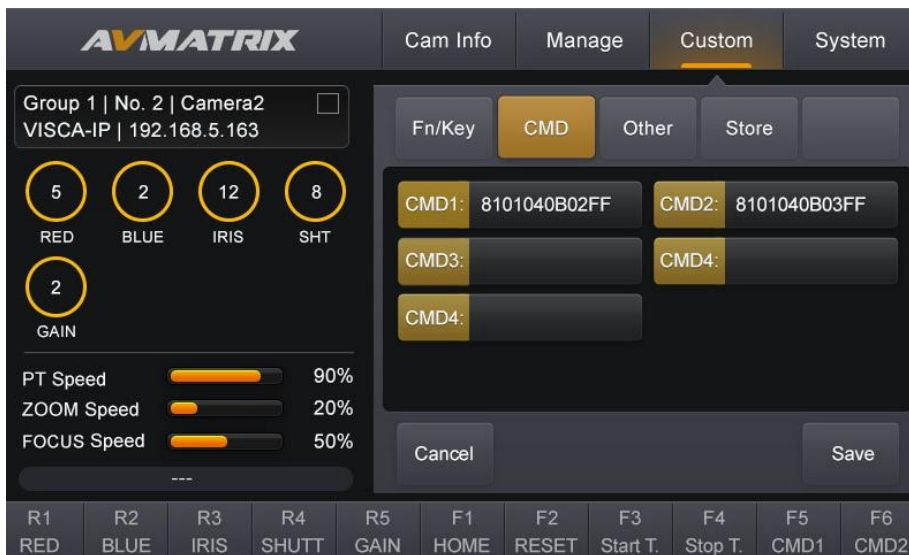 AVMATRIX
Cam Info Manage Custom System
Group 1 | No. 2 | Camera2
VISCA-IP | 192.168.5.163
5 2 12 8
RED BLUE IRIS SHT
2
GAIN
PT Speed 90%
ZOOM Speed 20%
FOCUS Speed 50%
---
Fn/Key CMD Other Store
CMD1: 8101040B02FF CMD2: 8101040B03FF
CMD3: CMD4:
CMD4:
Cancel Save
R1 R2 R3 R4 R5 F1 F2 F3 F4 F5 F6
RED BLUE IRIS SHUTT GAIN HOME RESET Start T. Stop T. CMD1 CMD2